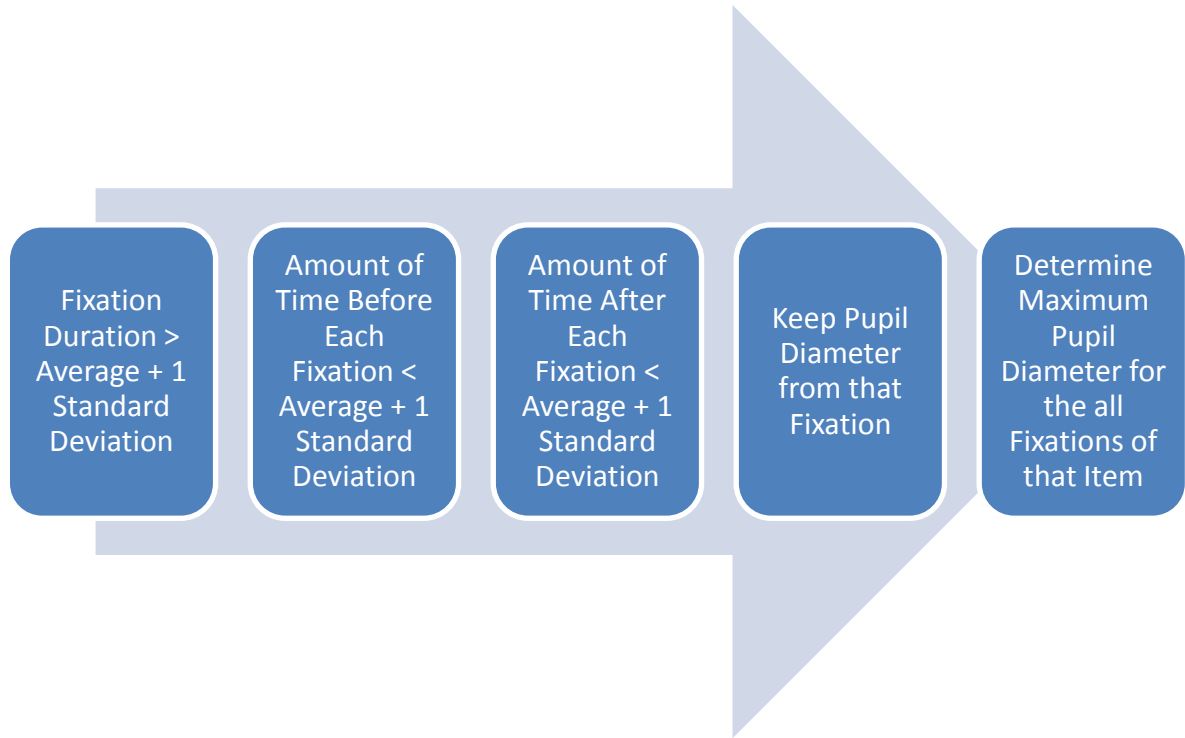 Fixation
Duration >
Average + 1
Standard
Deviation
Amount of
Time Before
Each
Fixation <
Average + 1
Standard
Deviation
Amount of
Time After
Each
Fixation <
Average + 1
Standard
Deviation
Keep Pupil
Diameter
from that
Fixation
Determine
Maximum
Pupil
Diameter for
the all
Fixations of
that Item